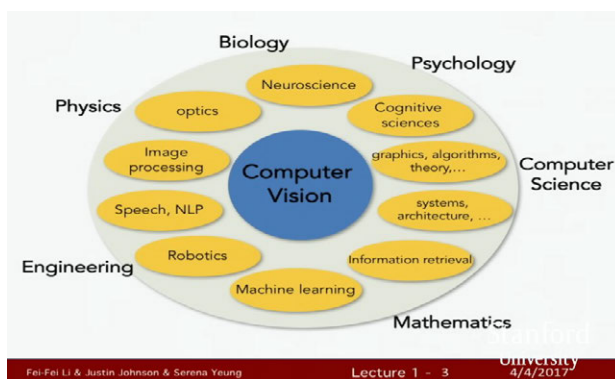 Biology
Psychology
Neuroscience
Physics
optics
Cognitive
sciences
Image
processing
Computer
Vision
graphics, algorithms,
theory,...
Computer
Science
Speech, NLP
systems,
architecture, ...
Engineering
Robotics
Information retrieval
Machine learning
Mathematics
Stanford
University
Fei-Fei Li & Justin Johnson & Serena Yeung
Lecture 1 - 3
4/4/2017